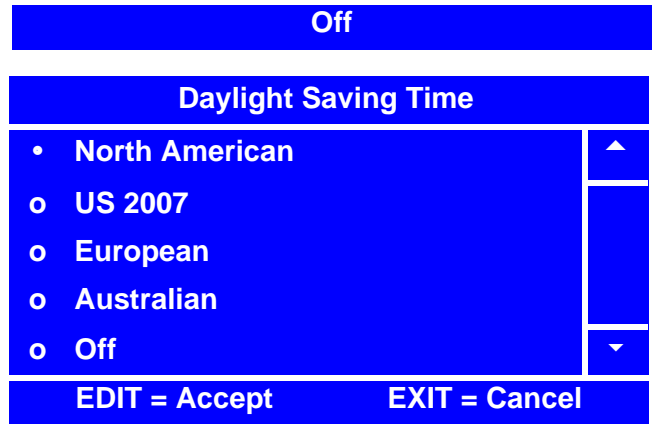 Off
Daylight Saving Time
• North American
o US 2007
o European
o Australian
o Off
EDIT = Accept EXIT = Cancel